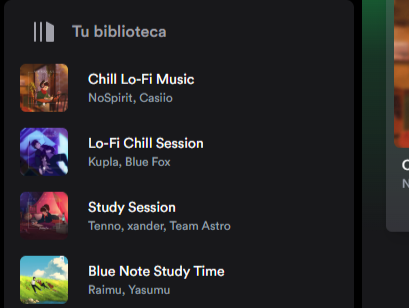 Tu biblioteca
Chill Lo-Fi Music
NoSpirit, Casiio
Lo-Fi Chill Session
Kupla, Blue Fox
Study Session
Tenno, xander, Team Astro
Blue Note Study Time
Raimu, Yasumu